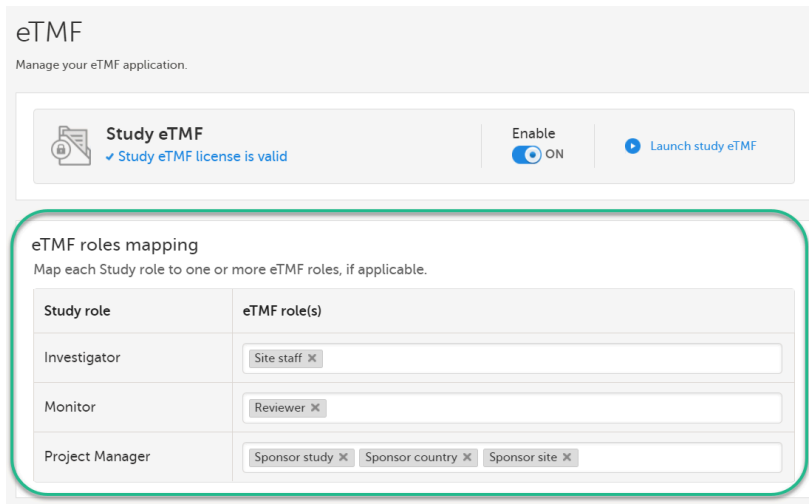 eTMF
Manage your eTMF application.
Study eTMF
Study eTMF license is valid
Enable
ON
Launch study eTMF
eTMF roles mapping
Map each Study role to one or more eTMF roles, if applicable.
Study role eTMF role(s)
Investigator Site staff ×
Monitor Reviewer ×
Project Manager Sponsor study × Sponsor country × Sponsor site ×